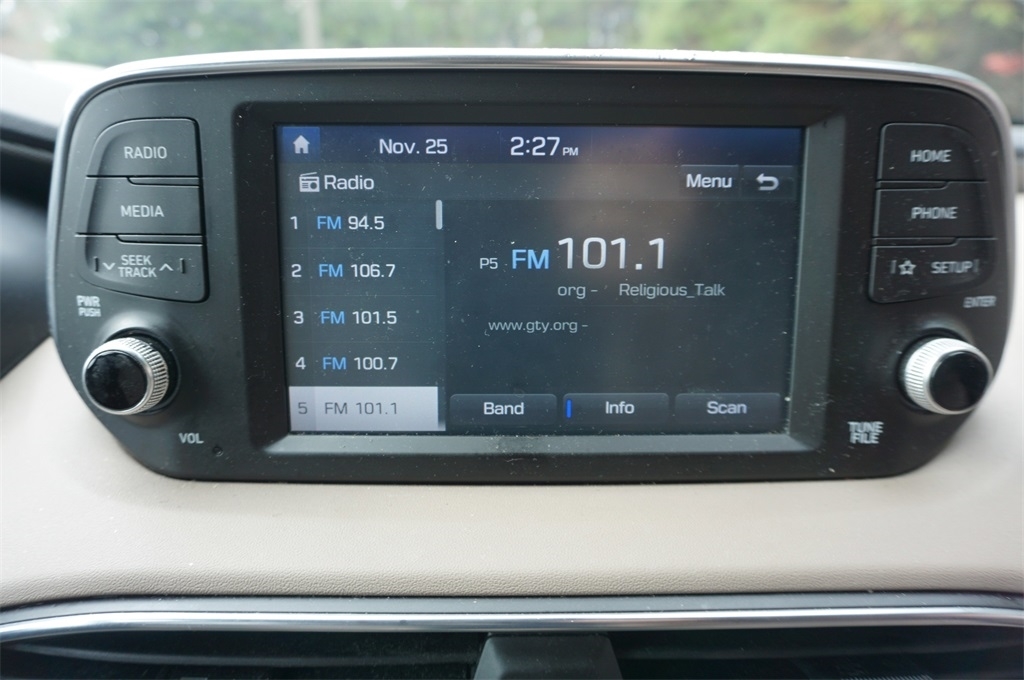 RADIO
MEDIA
SEEK
TRACK
PWR
PUSH
VOL
Nov. 25 2:27 PM
Radio
Menu
1 FM 94.5
2 FM 106.7
3 FM 101.5
4 FM 100.7
5 FM 101.1
P5 FM 101.1
org - Religious_Talk
www.gty.org -
Band
Info
Scan
HOME
PHONE
SETUP
ENTER
TUNE
FILE